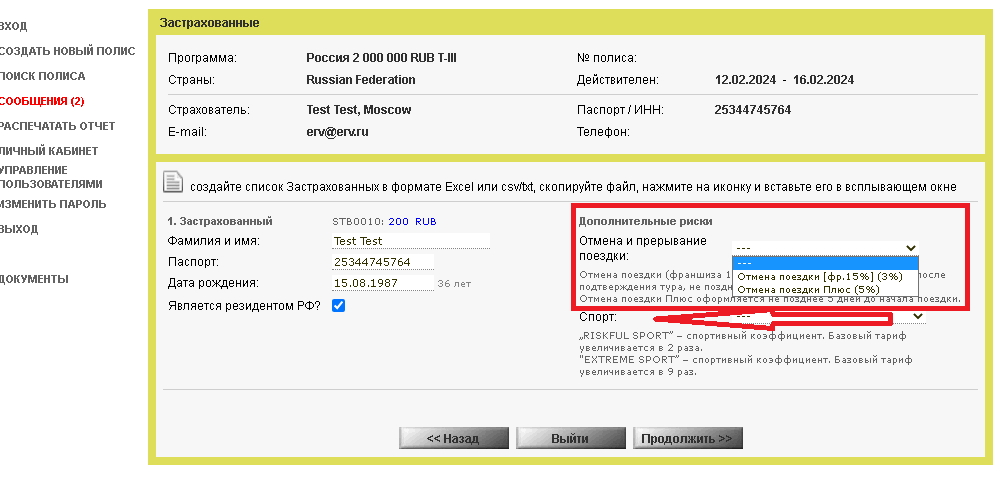 ВХОД
СОЗДАТЬ НОВЫЙ ПОЛИС
ПОИСК ПОЛИСА
СООБЩЕНИЯ (2)
РАСПЕЧАТАТЬ ОТЧЕТ
ЛИЧНЫЙ КАБИНЕТ
УПРАВЛЕНИЕ
ПОЛЬЗОВАТЕЛЯМИ
ИЗМЕНИТЬ ПАРОЛЬ
ВЫХОД
ДОКУМЕНТЫ
Застрахованные
Программа: Россия 2 000 000 RUB T-III № полиса:
Страны: Russian Federation Действителен: 12.02.2024 - 16.02.2024
Страхователь: Test Test, Moscow Паспорт / ИНН: 25344745764
E-mail: erv@erv.ru Телефон:
создайте список Застрахованных в формате Excel или csv/txt, скопируйте файл, нажмите на иконку и вставьте его в всплывающем окне
1. Застрахованный STB0010: 200 RUB
Фамилия и имя: Test Test
Паспорт: 25344745764
Дата рождения: 15.08.1987 36 лет
Является резидентом РФ?
Дополнительные риски
Отмена и прерывание
поездки: ---
---
Отмена поездки [фр.15%] (3%)
Отмена поездки Плюс (5%)
Отмена поездки (франшиза 1 после
подтверждения тура, не позд
Отмена поездки Плюс оформляется не позднее 5 дней до начала поездки.
Спорт: ---
„RISKFUL SPORT” – спортивный коэффициент. Базовый тариф
увеличивается в 2 раза.
"EXTREME SPORT" – спортивный коэффициент. Базовый тариф
увеличивается в 9 раз.
<< Назад Выйти Продолжить >>